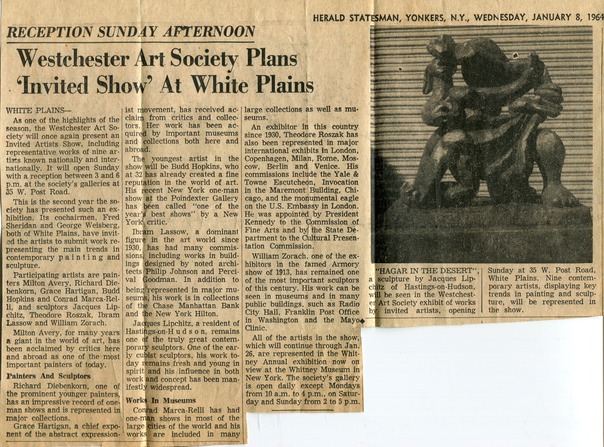 HERALD STATESMAN, YONKERS, N.Y., WEDNESDAY, JANUARY 8, 1964
RECEPTION SUNDAY AFTERNOON
Westchester Art Society Plans
'Invited Show' At White Plains
WHITE PLAINS—
As one of the highlights of the
season, the Westchester Art So-
ciety will once again present an
Invited Artists Show, including
representative works of nine ar-
tists known nationally and inter-
nationally. It will open Sunday
with a reception between 3 and 6
p.m. at the society's galleries at
35 W. Post Road.
This is the second year the so-
ciety has presented such an exhib-
ition. Its cochairmen, Fred
Sheridan and George Weisberg,
both of White Plains, have invit-
ed the artists to submit work re-
presenting the main trends in
contemporary painting and
sculpture.
Participating artists are pain-
ters Milton Avery, Richard Die-
benkorn, Grace Hartigan, Budd
Hopkins and Conrad Marca-Rel-
li, and sculptors Jacques Lip-
chitz, Theodore Roszak, Ibram
Lassow and William Zorach.
Milton Avery, for many years
a giant in the world of art, has
been acclaimed by critics here
and abroad as one of the most
important painters of today.
Painters And Sculptors
Richard Diebenkorn, one of
the prominent younger painters,
has an impressive record of one-
man shows and is represented in
major collections.
Grace Hartigan, a chief expo-
nent of the abstract expression-
ist movement, has received ac-
claim from critics and collec-
tors. Her work has been ac-
quired by important museums
and collections both here and
abroad.
The youngest artist in the
show will be Budd Hopkins, who
at 32 has already created a fine
reputation in the world of art.
His recent New York one-man
show at the Poindexter Gallery
has been called "one of the
year's best shows" by a New
York critic.
Ibram Lassow, a dominant
figure in the art world since
1930, has had many commis-
sions, including works in build-
ings designed by noted archi-
tects Philip Johnson and Perci-
val Goodman. In addition to
being represented in major mu-
seums, his work is in collections
of the Chase Manhattan Bank
and the New York Hilton.
Jacques Lipchitz, a resident of
Hastings-on-Hudson, remains
one of the truly great contem-
porary sculptors. One of the ear-
ly cubist sculptors, his work to-
day remains fresh and young in
spirit and his influence in both
work and concept has been man-
ifestly widespread.
Works In Museums
Conrad Marca-Relli has had
one-man shows in most of the
large cities of the world and his
works are included in many
large collections as well as mu-
seums.
An exhibitor in this country
since 1930, Theodore Roszak has
also been represented in major
international exhibits in London,
Copenhagen, Milan, Rome, Mos-
cow, Berlin and Venice. His
commissions include the Yale &
Towne Escutcheon, Invocation
in the Maremont Building, Chi-
cago, and the monumental eagle
on the U.S. Embassy in London.
He was appointed by President
Kennedy to the Commission of
Fine Arts and by the State De-
partment to the Cultural Presen-
tation Commission.
William Zorach, one of the ex-
hibitors in the famed Armory
show of 1913, has remained one
of the most important sculptors
of this century. His work can be
seen in museums and in many
public buildings, such as Radio
City Hall, Franklin Post Office
in Washington and the Mayo
Clinic.
All of the artists in the show,
which will continue through Jan.
26, are represented in the Whit-
ney Annual exhibition now on
view at the Whitney Museum in
New York. The society's gallery
is open daily except Mondays
from 10 a.m. to 4 p.m., on Satur-
day and Sunday from 2 to 5 p.m.
"HAGAR IN THE DESERT",
a sculpture by Jacques Lip-
chitz of Hastings-on-Hudson,
will be seen in the Westchest-
er Art Society exhibit of works
by invited artists, opening
Sunday at 35 W. Post Road,
White Plains. Nine contem-
porary artists, displaying key
trends in painting and sculp-
ture, will be represented in
the show.